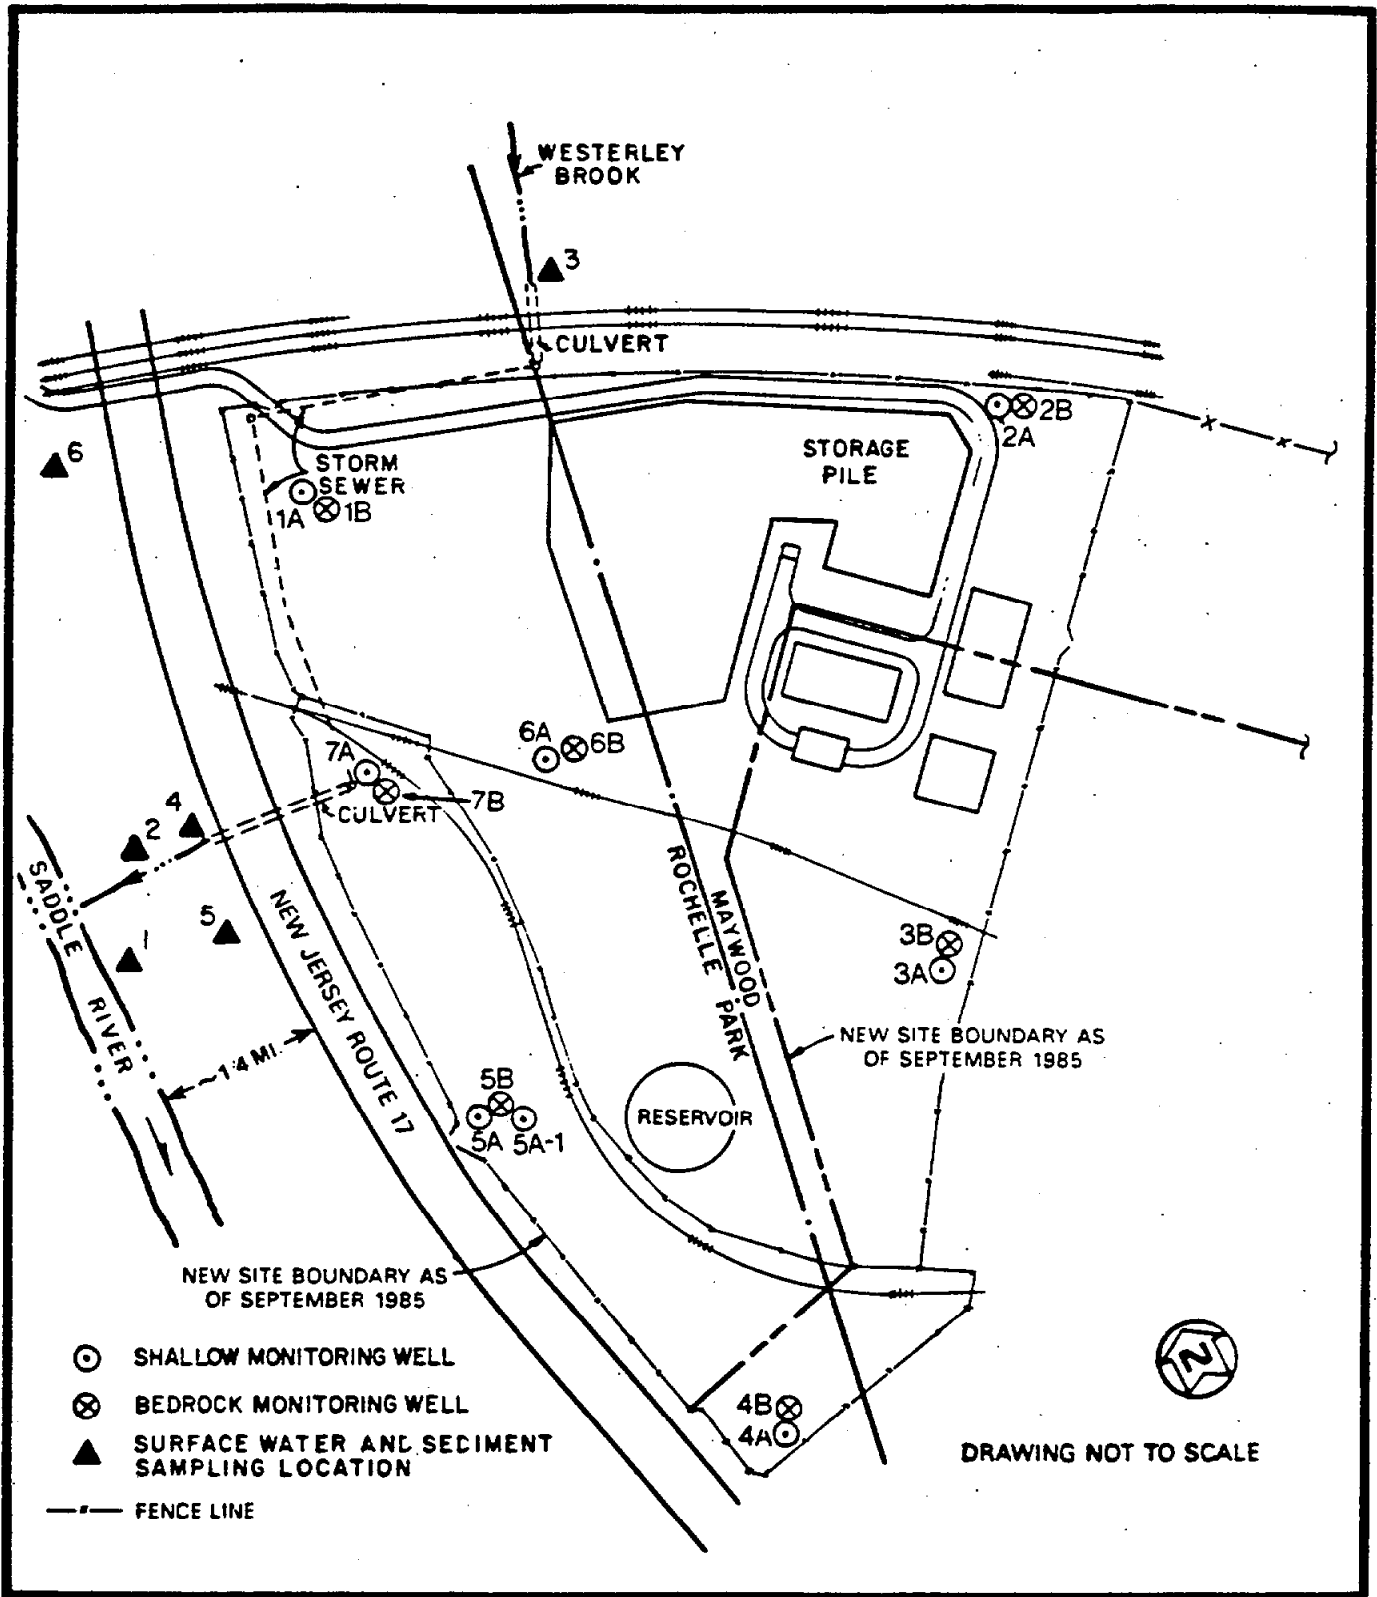 WESTERLEY
BROOK
3
CULVERT
6
STORM
SEWER
1A
1B
2B
2A
STORAGE
PILE
6A
6B
7A
7B
CULVERT
4
2
5
1
SADDLE
RIVER
NEW JERSEY ROUTE 17
~1/4 MI.
ROCHELLE PARK
MAYWOOD
3B
3A
NEW SITE BOUNDARY AS
OF SEPTEMBER 1985
5B
5A
5A-1
RESERVOIR
NEW SITE BOUNDARY AS
OF SEPTEMBER 1985
4B
4A
N
SHALLOW MONITORING WELL
BEDROCK MONITORING WELL
SURFACE WATER AND SEDIMENT
SAMPLING LOCATION
FENCE LINE
DRAWING NOT TO SCALE